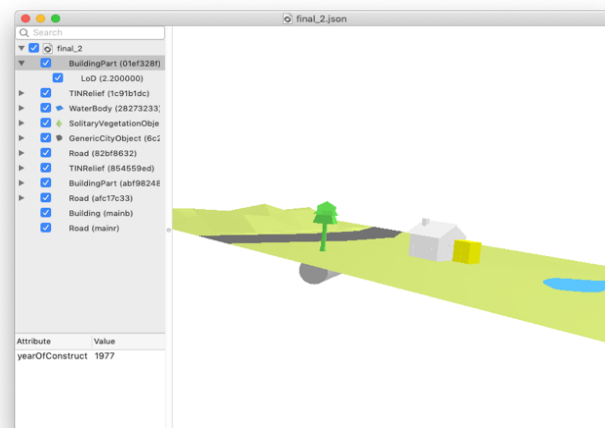 final_2.json
Search
final_2
BuildingPart (01ef328f)
LoD (2.200000)
TINRelief (1c91b1dc)
WaterBody (28273233)
SolitaryVegetationObje
GenericCityObject (6c2
Road (82bf8632)
TINRelief (854559ed)
BuildingPart (abf98248
Road (afc17c33)
Building (mainb)
Road (mainr)
Attribute Value
yearOfConstruct 1977